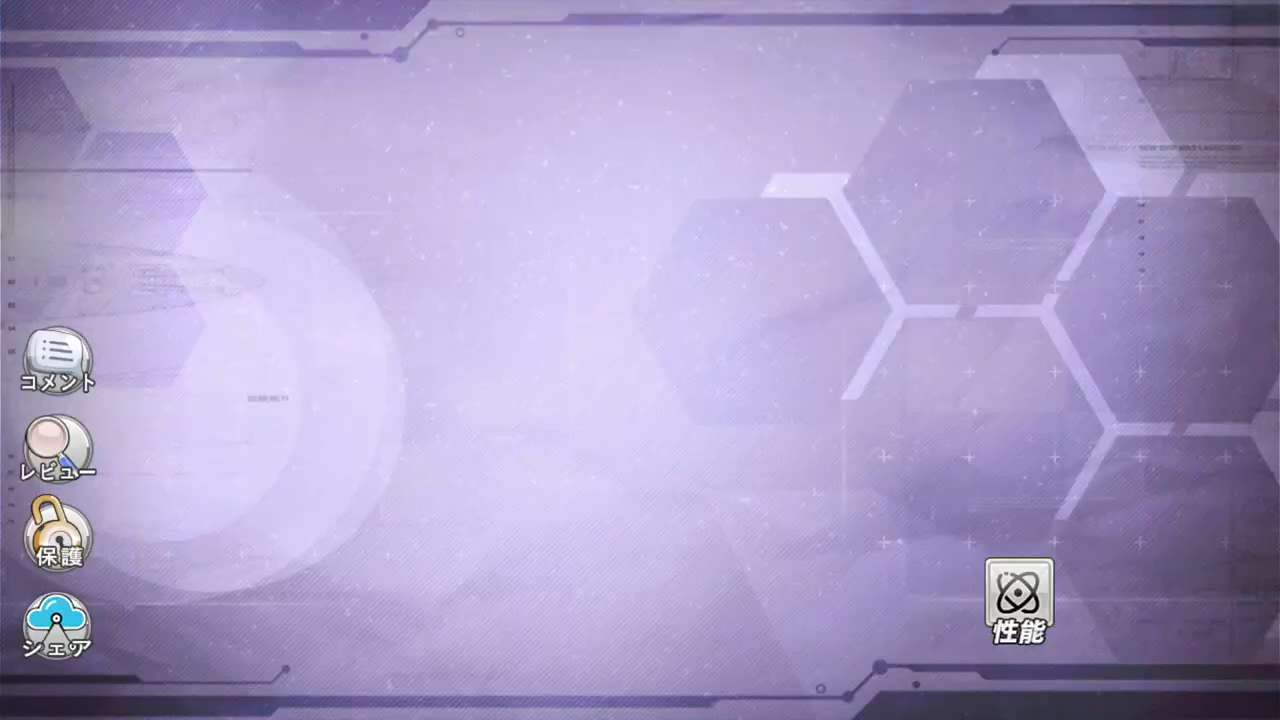 コメント
レビュー
保護
シェア
性能